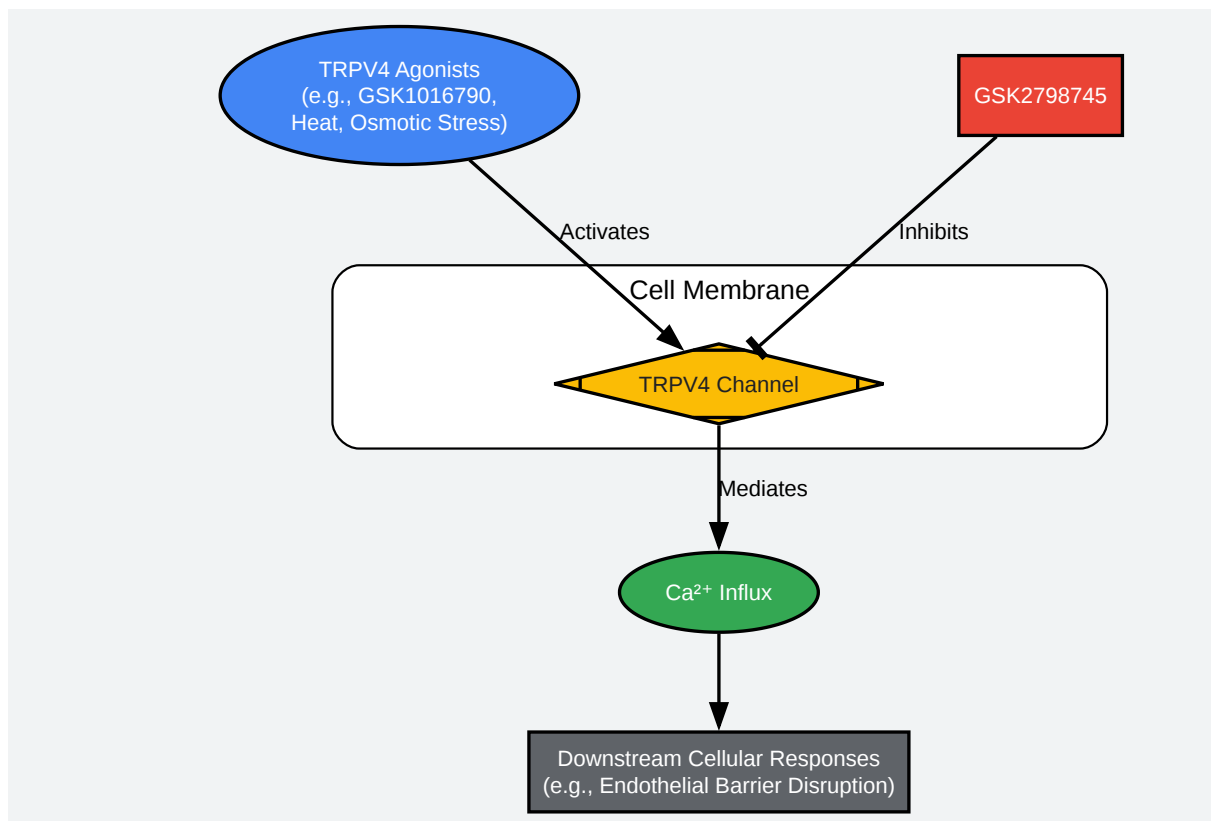 TRPV4 Agonists
(e.g., GSK1016790,
Heat, Osmotic Stress)
GSK2798745
Activates
Inhibits
Cell Membrane
TRPV4 Channel
Mediates
Ca²⁺ Influx
Downstream Cellular Responses
(e.g., Endothelial Barrier Disruption)